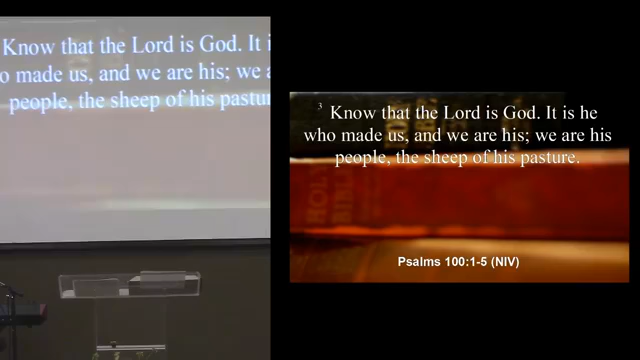 Know that the Lord is God. It i
o made us, and we are his; we a
people, the sheep of his pastur
3 Know that the Lord is God. It is he
who made us, and we are his; we are his
people, the sheep of his pasture.
HOLY
BIBLE
Psalms 100:1-5 (NIV)